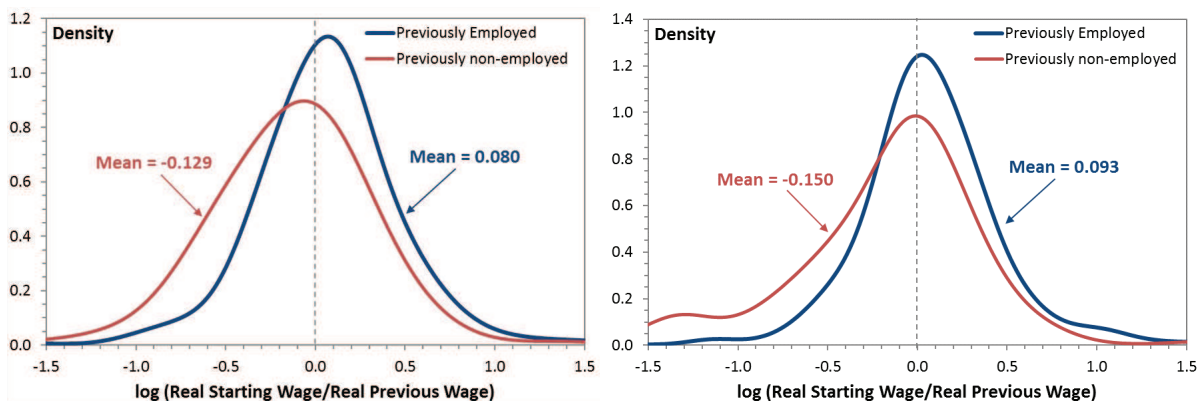 Density
Previously Employed
Previously non-employed
Mean = -0.129
Mean = 0.080
1.2
1.0
0.8
0.6
0.4
0.2
0.0
-1.5 -1.0 -0.5 0.0 0.5 1.0 1.5
log (Real Starting Wage/Real Previous Wage)
Density
Previously Employed
Previously non-employed
Mean = -0.150
Mean = 0.093
1.4
1.2
1.0
0.8
0.6
0.4
0.2
0.0
-1.5 -1.0 -0.5 0.0 0.5 1.0 1.5
log (Real Starting Wage/Real Previous Wage)